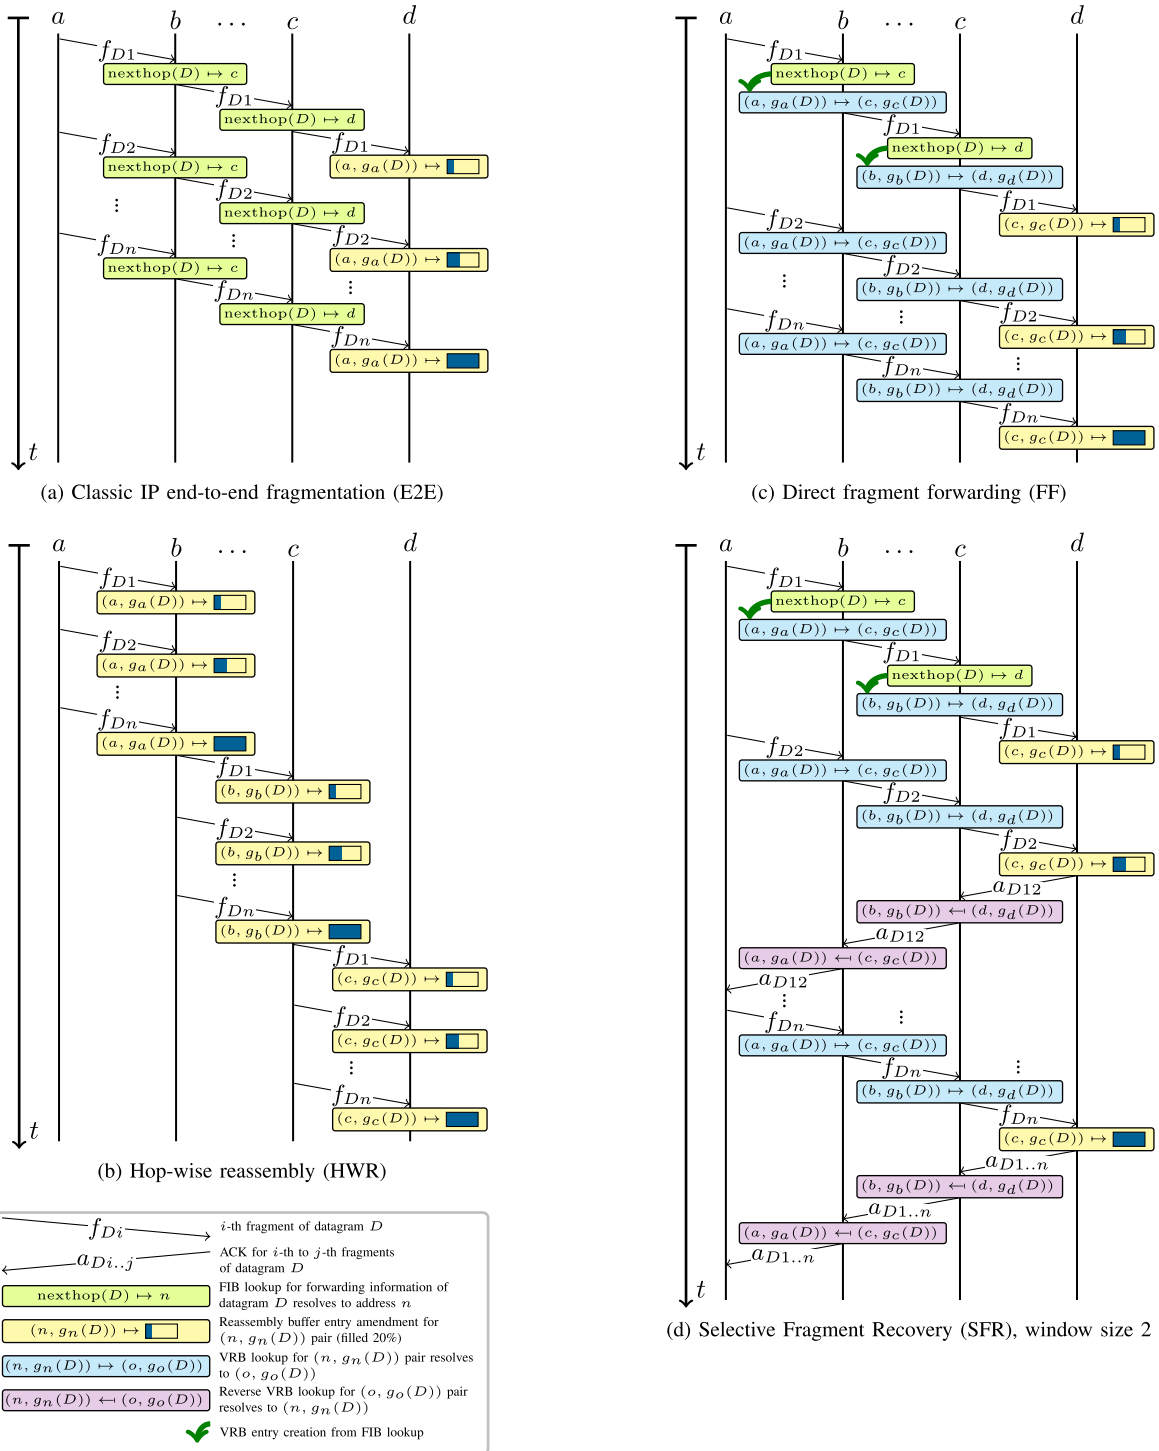 a b ... c d
f_{D1}
nexthop(D) ↦ c
f_{D1}
nexthop(D) ↦ d
f_{D2}
f_{D1}
nexthop(D) ↦ c
(a, g_a(D)) ↦
⋮
f_{D2}
nexthop(D) ↦ d
f_{Dn}
⋮
f_{D2}
nexthop(D) ↦ c
(a, g_a(D)) ↦
f_{Dn}
⋮
nexthop(D) ↦ d
f_{Dn}
(a, g_a(D)) ↦
t
(a) Classic IP end-to-end fragmentation (E2E)
a b ... c d
f_{D1}
nexthop(D) ↦ c
(a, g_a(D)) ↦ (c, g_c(D))
f_{D1}
nexthop(D) ↦ d
(b, g_b(D)) ↦ (d, g_d(D))
f_{D1}
(c, g_c(D)) ↦
f_{D2}
(a, g_a(D)) ↦ (c, g_c(D))
⋮
f_{D2}
(b, g_b(D)) ↦ (d, g_d(D))
f_{Dn}
⋮
f_{D2}
(c, g_c(D)) ↦
(a, g_a(D)) ↦ (c, g_c(D))
f_{Dn}
⋮
(b, g_b(D)) ↦ (d, g_d(D))
f_{Dn}
(c, g_c(D)) ↦
t
(c) Direct fragment forwarding (FF)
a b ... c d
f_{D1}
(a, g_a(D)) ↦
f_{D2}
(a, g_a(D)) ↦
⋮
f_{Dn}
(a, g_a(D)) ↦
f_{D1}
(b, g_b(D)) ↦
f_{D2}
(b, g_b(D)) ↦
⋮
f_{Dn}
(b, g_b(D)) ↦
f_{D1}
(c, g_c(D)) ↦
f_{D2}
(c, g_c(D)) ↦
⋮
f_{Dn}
(c, g_c(D)) ↦
t
(b) Hop-wise reassembly (HWR)
a b ... c d
f_{D1}
nexthop(D) ↦ c
(a, g_a(D)) ↦ (c, g_c(D))
f_{D1}
nexthop(D) ↦ d
(b, g_b(D)) ↦ (d, g_d(D))
f_{D1}
(c, g_c(D)) ↦
f_{D2}
(a, g_a(D)) ↦ (c, g_c(D))
f_{D2}
(b, g_b(D)) ↦ (d, g_d(D))
f_{D2}
(c, g_c(D)) ↦
a_{D12}
(b, g_b(D)) ↤ (d, g_d(D))
a_{D12}
(a, g_a(D)) ↤ (c, g_c(D))
a_{D12}
⋮
f_{Dn}
⋮
(a, g_a(D)) ↦ (c, g_c(D))
f_{Dn}
⋮
(b, g_b(D)) ↦ (d, g_d(D))
f_{Dn}
(c, g_c(D)) ↦
a_{D1..n}
(b, g_b(D)) ↤ (d, g_d(D))
a_{D1..n}
(a, g_a(D)) ↤ (c, g_c(D))
a_{D1..n}
t
(d) Selective Fragment Recovery (SFR), window size 2
f_{Di} i-th fragment of datagram D
a_{Di..j} ACK for i-th to j-th fragments
of datagram D
nexthop(D) ↦ n FIB lookup for forwarding information of
datagram D resolves to address n
(n, g_n(D)) ↦ Reassembly buffer entry amendment for
(n, g_n(D)) pair (filled 20%)
(n, g_n(D)) ↦ (o, g_o(D)) VRB lookup for (n, g_n(D)) pair resolves
to (o, g_o(D))
(n, g_n(D)) ↤ (o, g_o(D)) Reverse VRB lookup for (o, g_o(D)) pair
resolves to (n, g_n(D))
VRB entry creation from FIB lookup